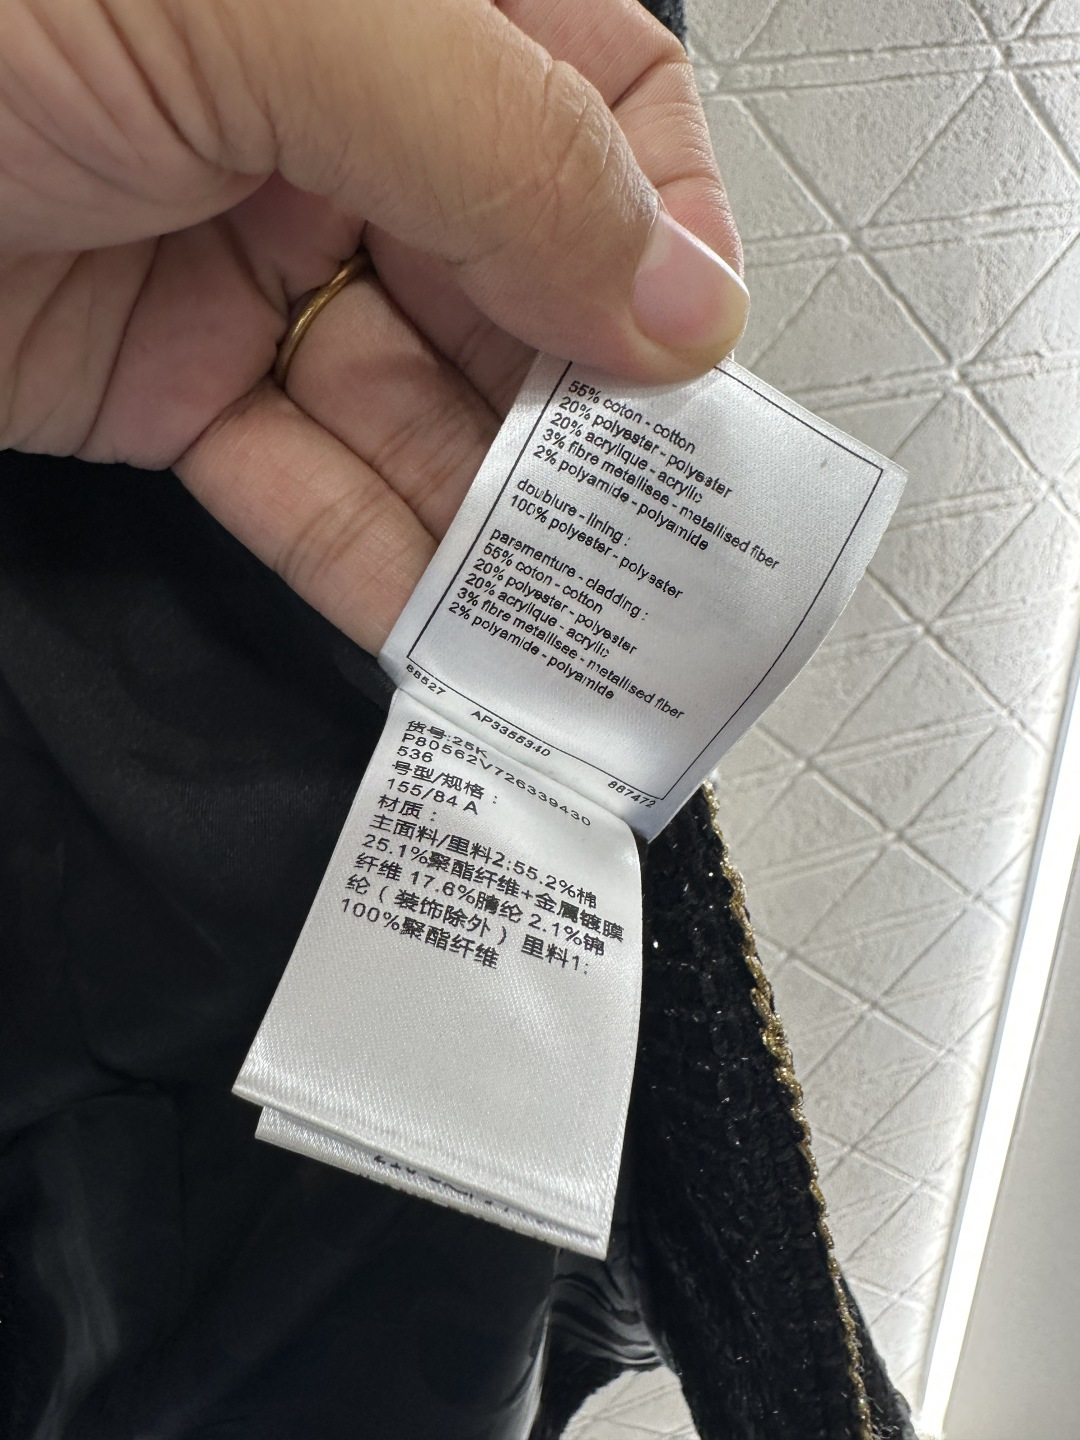 55% coton - cotton
20% polyester - polyester
20% acrylique - acrylic
3% fibre metallisee - metallised fiber
2% polyamide - polyamide
doublure - lining :
100% polyester - polyester
parementure - cladding :
55% coton - cotton
20% polyester - polyester
20% acrylique - acrylic
3% fibre metallisee - metallised fiber
2% polyamide - polyamide
68527 AP3355340 887472
货号:25K
P80562V726339430
536
号型/规格：
155/84 A
材质：
主面料/里料2:55.2%棉
25.1%聚酯纤维+金属镀膜
纤维 17.6%腈纶 2.1%锦
纶（装饰除外）里料1:
100%聚酯纤维